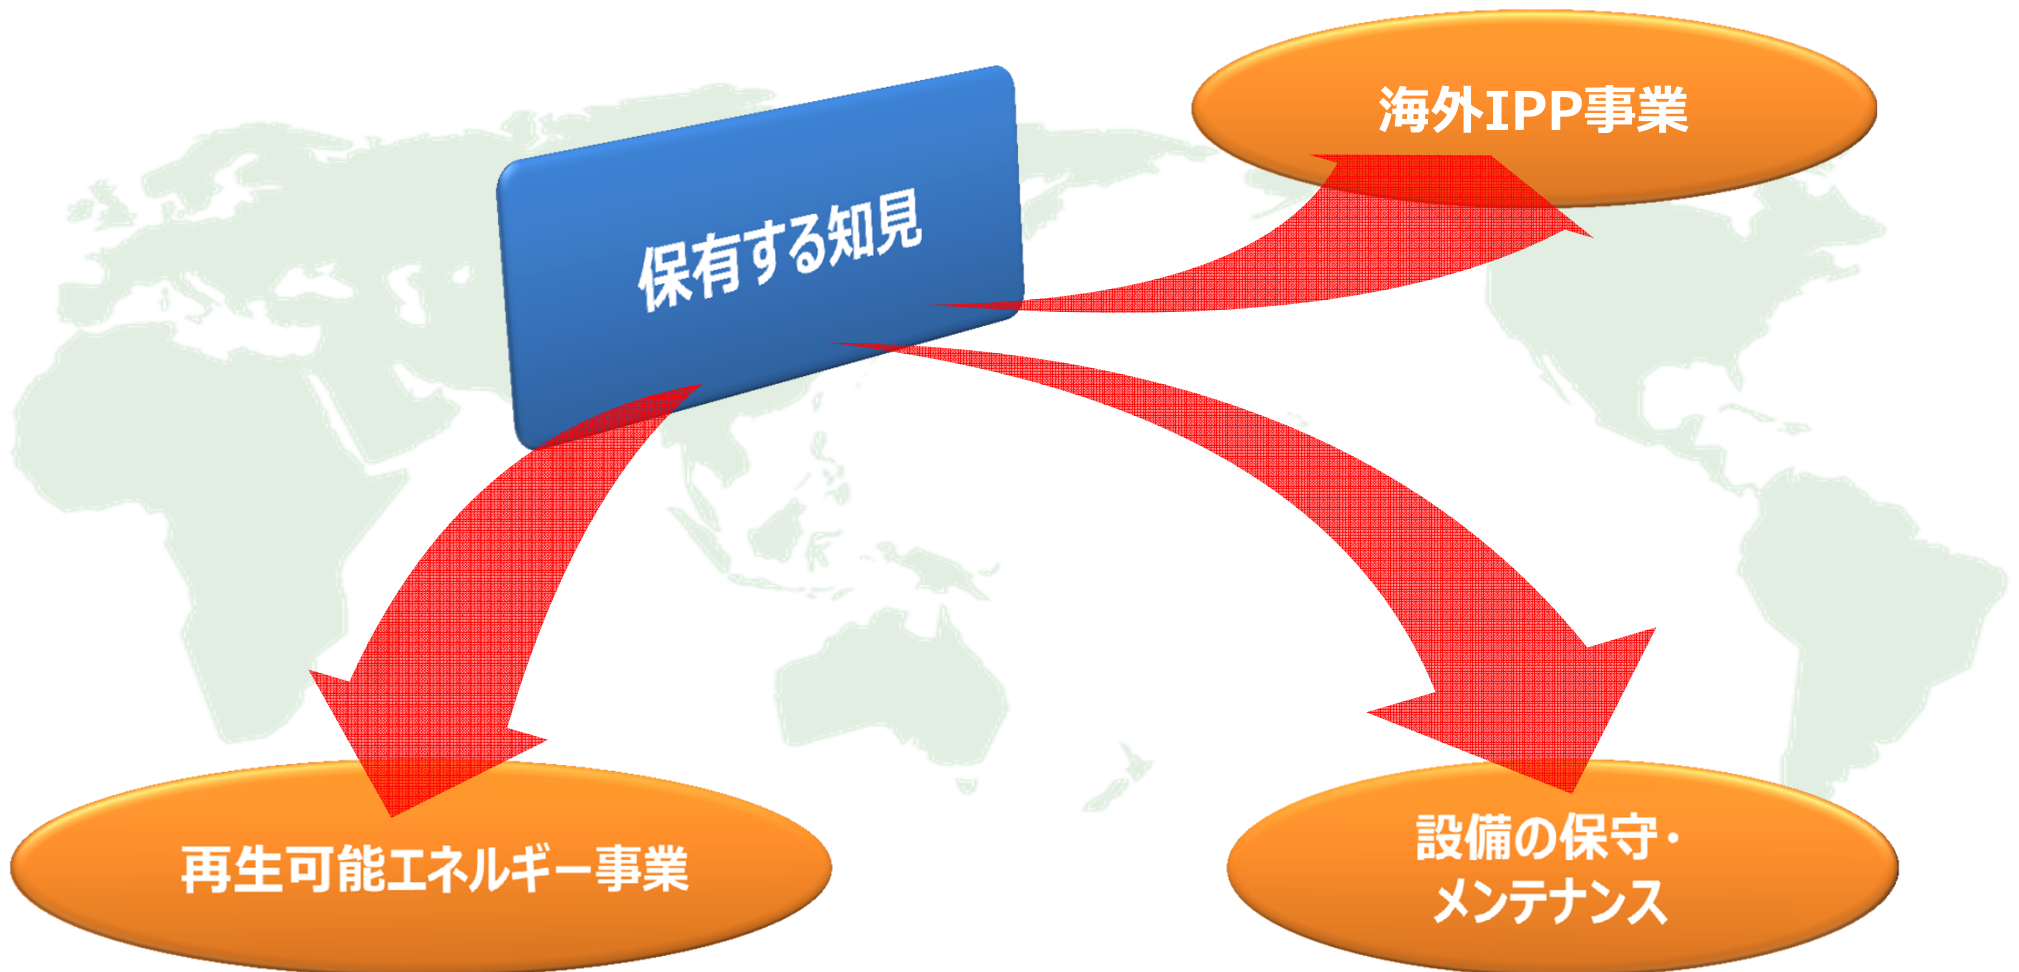 海外IPP事業
保有する知見
再生可能エネルギー事業
設備の保守・
メンテナンス